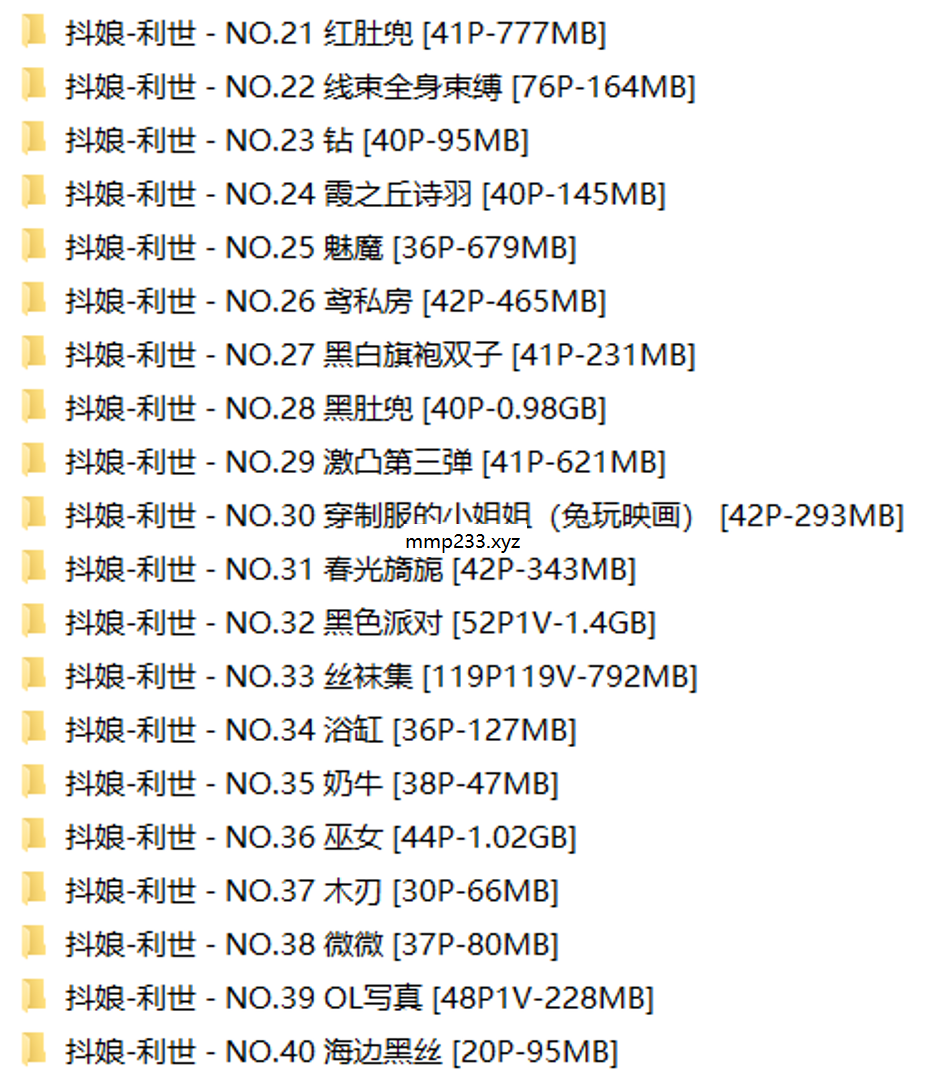 抖娘-利世 - NO.21 红肚兜 [41P-777MB]
抖娘-利世 - NO.22 线束全身束缚 [76P-164MB]
抖娘-利世 - NO.23 钻 [40P-95MB]
抖娘-利世 - NO.24 霞之丘诗羽 [40P-145MB]
抖娘-利世 - NO.25 魅魔 [36P-679MB]
抖娘-利世 - NO.26 鸢私房 [42P-465MB]
抖娘-利世 - NO.27 黑白旗袍双子 [41P-231MB]
抖娘-利世 - NO.28 黑肚兜 [40P-0.98GB]
抖娘-利世 - NO.29 激凸第三弹 [41P-621MB]
抖娘-利世 - NO.30 穿制服的小姐姐（兔玩映画） [42P-293MB]
mmp233.xyz
抖娘-利世 - NO.31 春光旖旎 [42P-343MB]
抖娘-利世 - NO.32 黑色派对 [52P1V-1.4GB]
抖娘-利世 - NO.33 丝袜集 [119P119V-792MB]
抖娘-利世 - NO.34 浴缸 [36P-127MB]
抖娘-利世 - NO.35 奶牛 [38P-47MB]
抖娘-利世 - NO.36 巫女 [44P-1.02GB]
抖娘-利世 - NO.37 木刃 [30P-66MB]
抖娘-利世 - NO.38 微微 [37P-80MB]
抖娘-利世 - NO.39 OL写真 [48P1V-228MB]
抖娘-利世 - NO.40 海边黑丝 [20P-95MB]